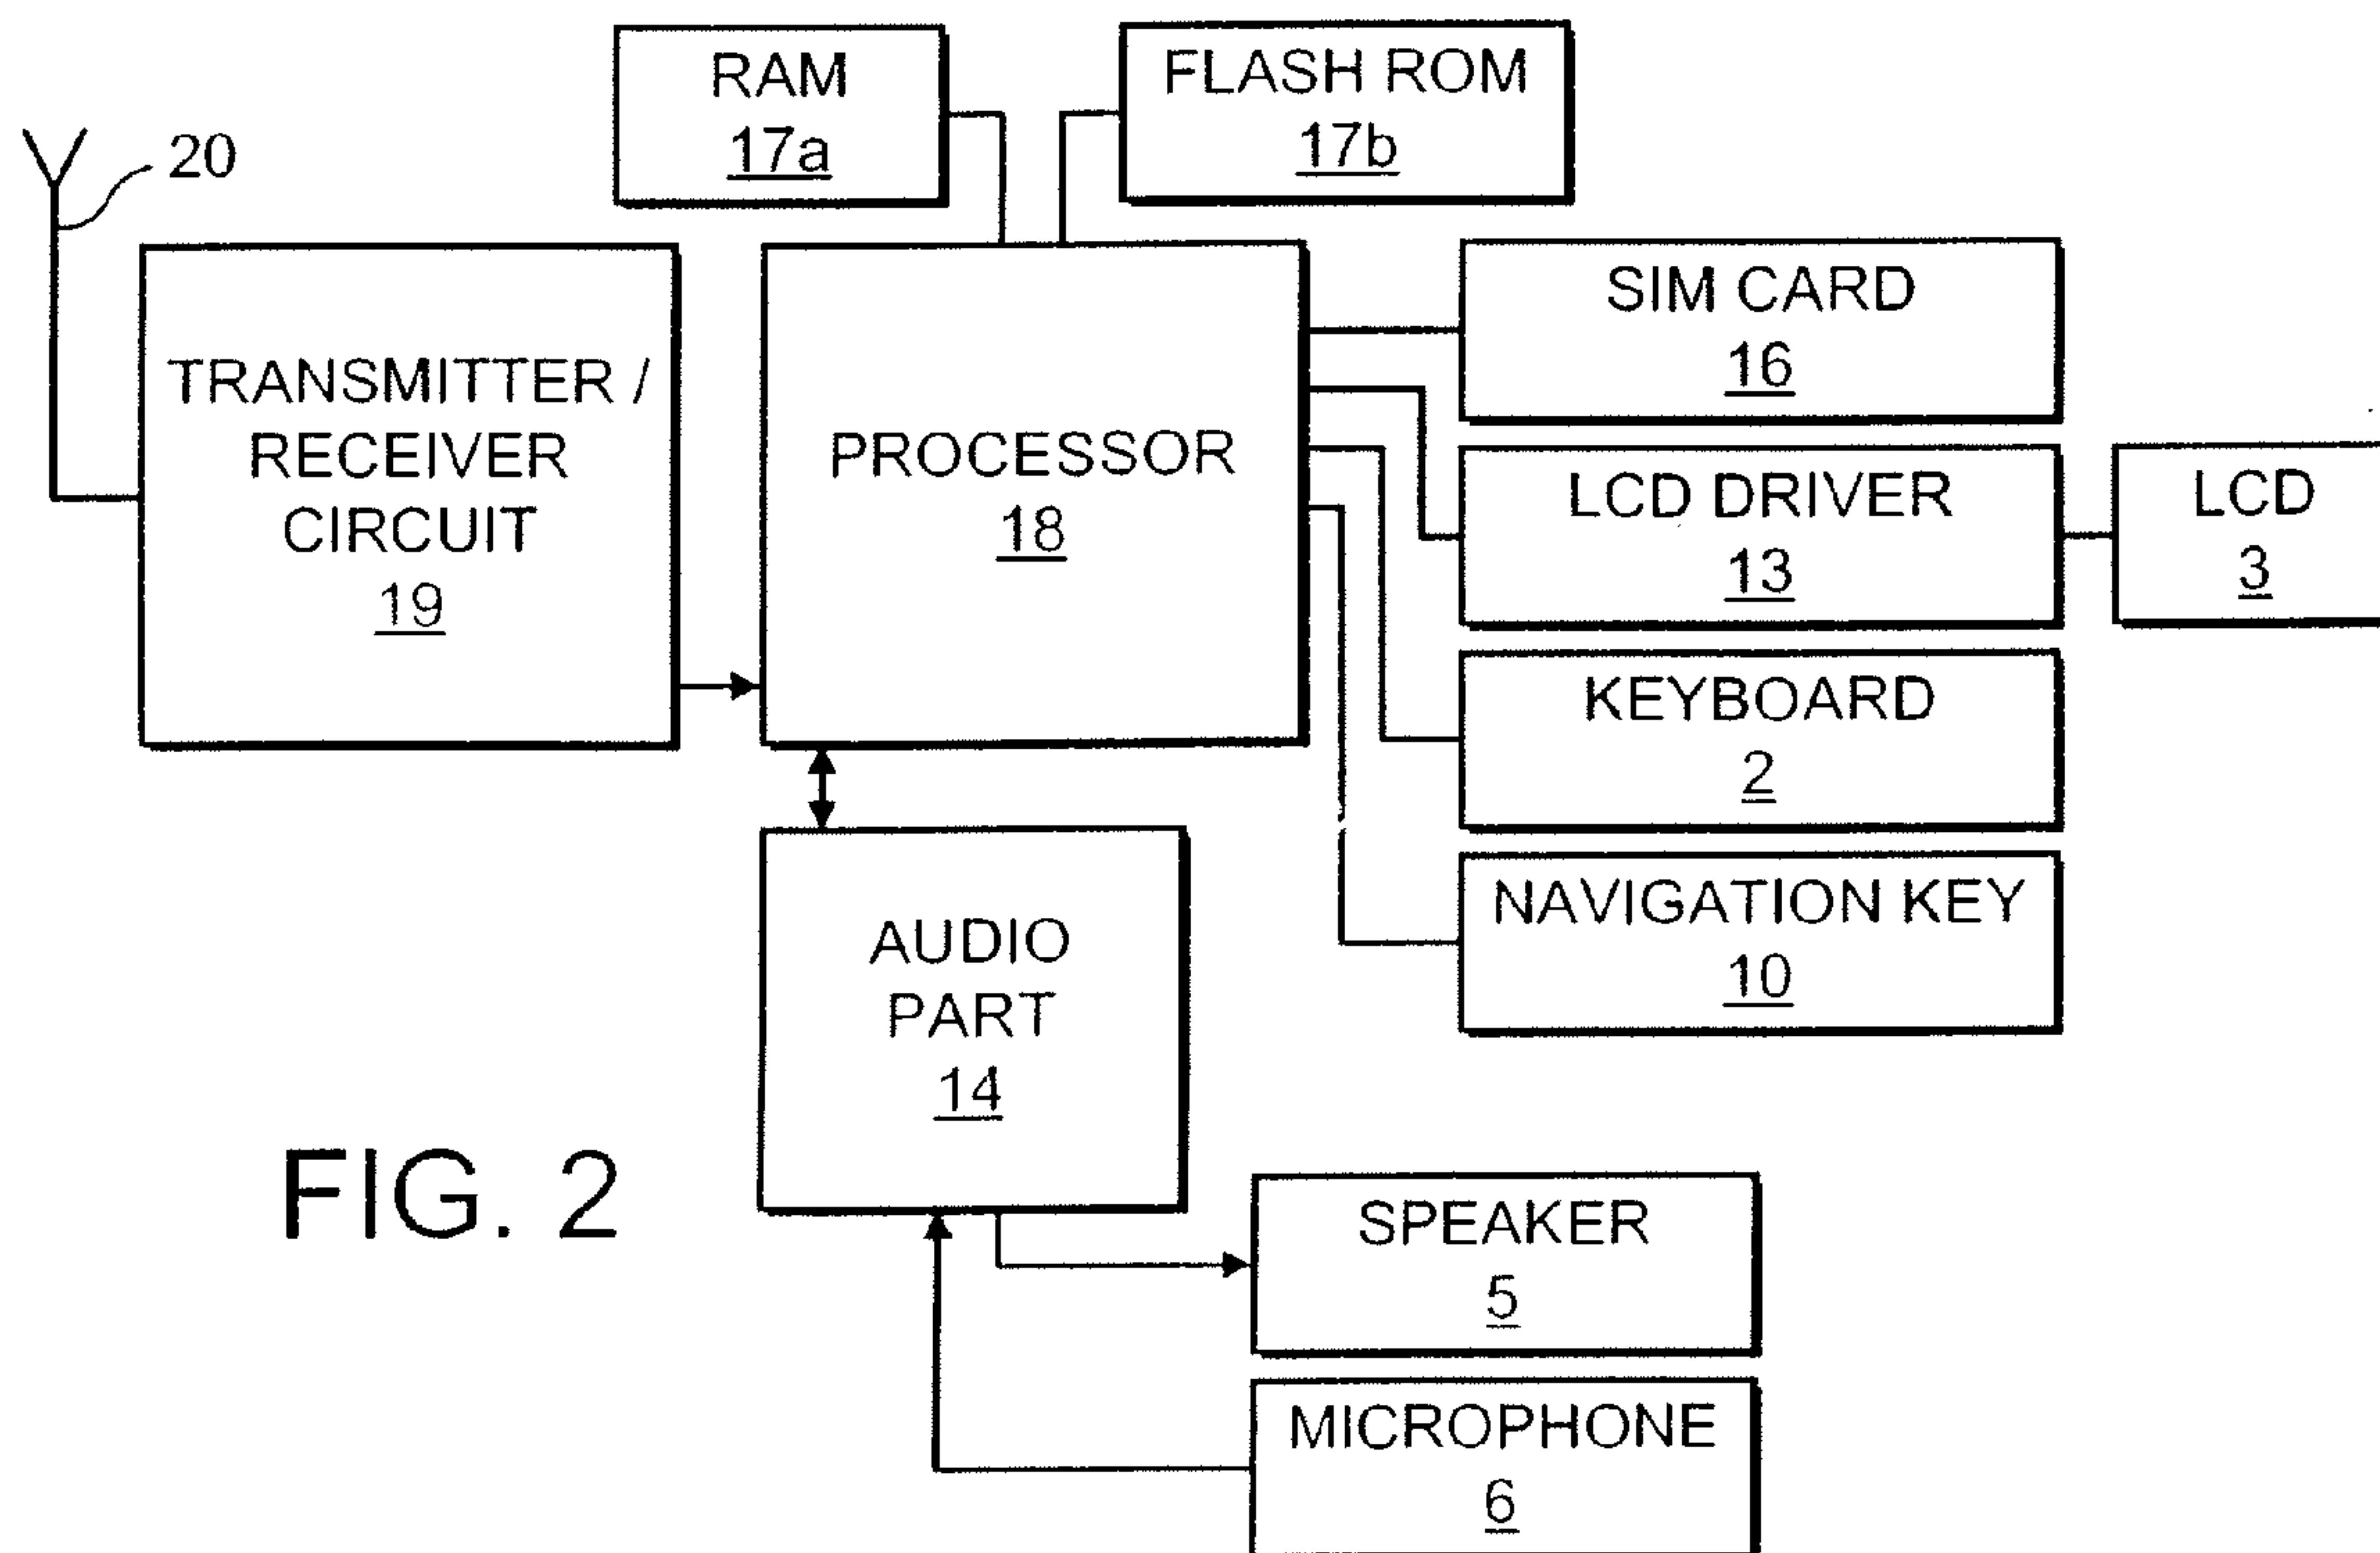 RAM
17a
FLASH ROM
17b
20
TRANSMITTER /
RECEIVER
CIRCUIT
19
PROCESSOR
18
SIM CARD
16
LCD DRIVER
13
LCD
3
KEYBOARD
2
NAVIGATION KEY
10
AUDIO
PART
14
FIG. 2
SPEAKER
5
MICROPHONE
6